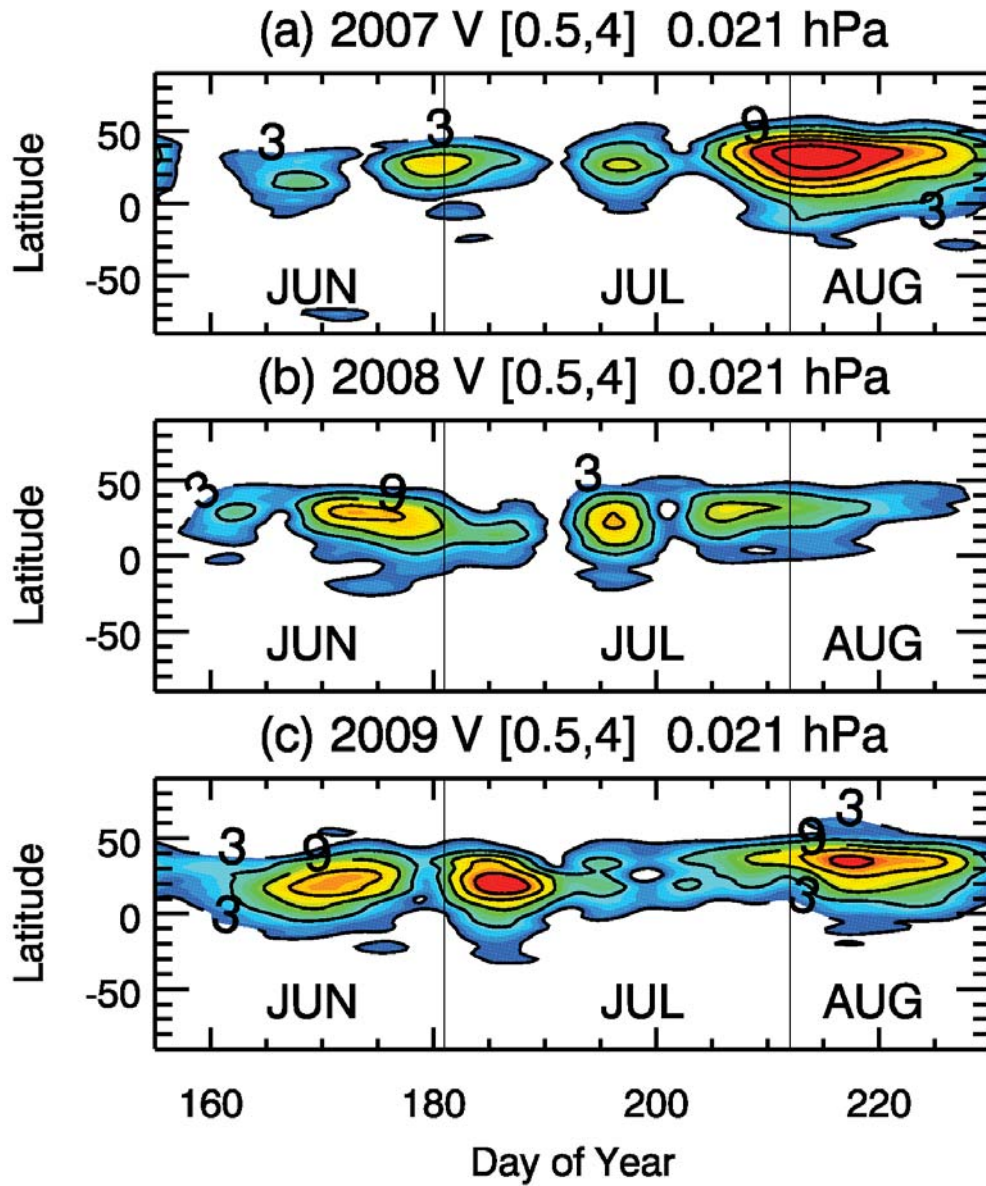 (a) 2007 V [0.5,4] 0.021 hPa
3 3 9
50
0
3
-50
Latitude
JUN JUL AUG
(b) 2008 V [0.5,4] 0.021 hPa
3 9 3
50
0
-50
Latitude
JUN JUL AUG
(c) 2009 V [0.5,4] 0.021 hPa
3
3 9 9
50
3 3
0
-50
Latitude
JUN JUL AUG
160 180 200 220
Day of Year